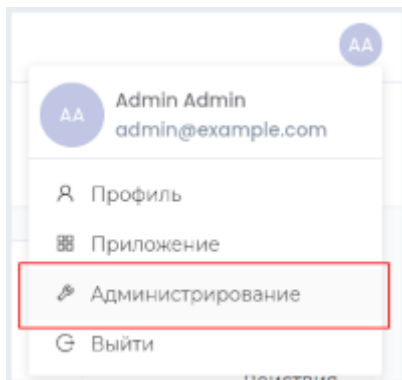 AA
AA
Admin Admin
admin@example.com
Профиль
Приложение
Администрирование
Выйти